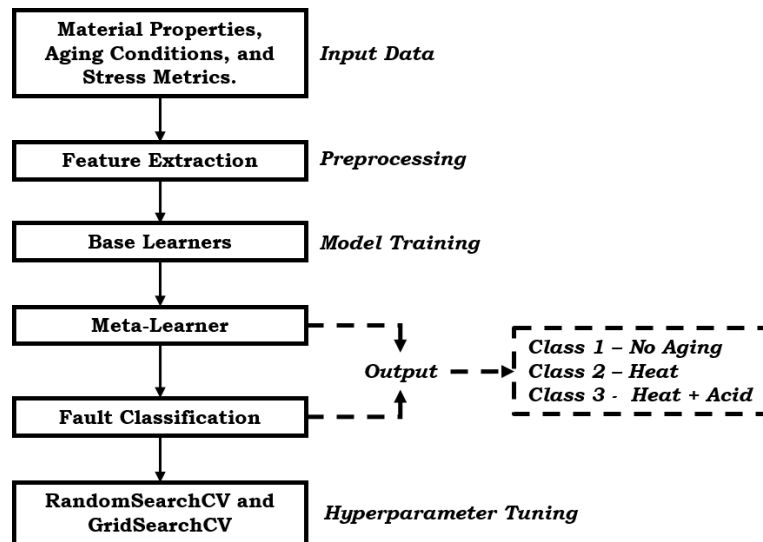 Material Properties,
Aging Conditions, and
Stress Metrics.
Input Data
Feature Extraction
Preprocessing
Base Learners
Model Training
Meta-Learner
Output
Class 1 – No Aging
Class 2 – Heat
Class 3 - Heat + Acid
Fault Classification
RandomSearchCV and
GridSearchCV
Hyperparameter Tuning